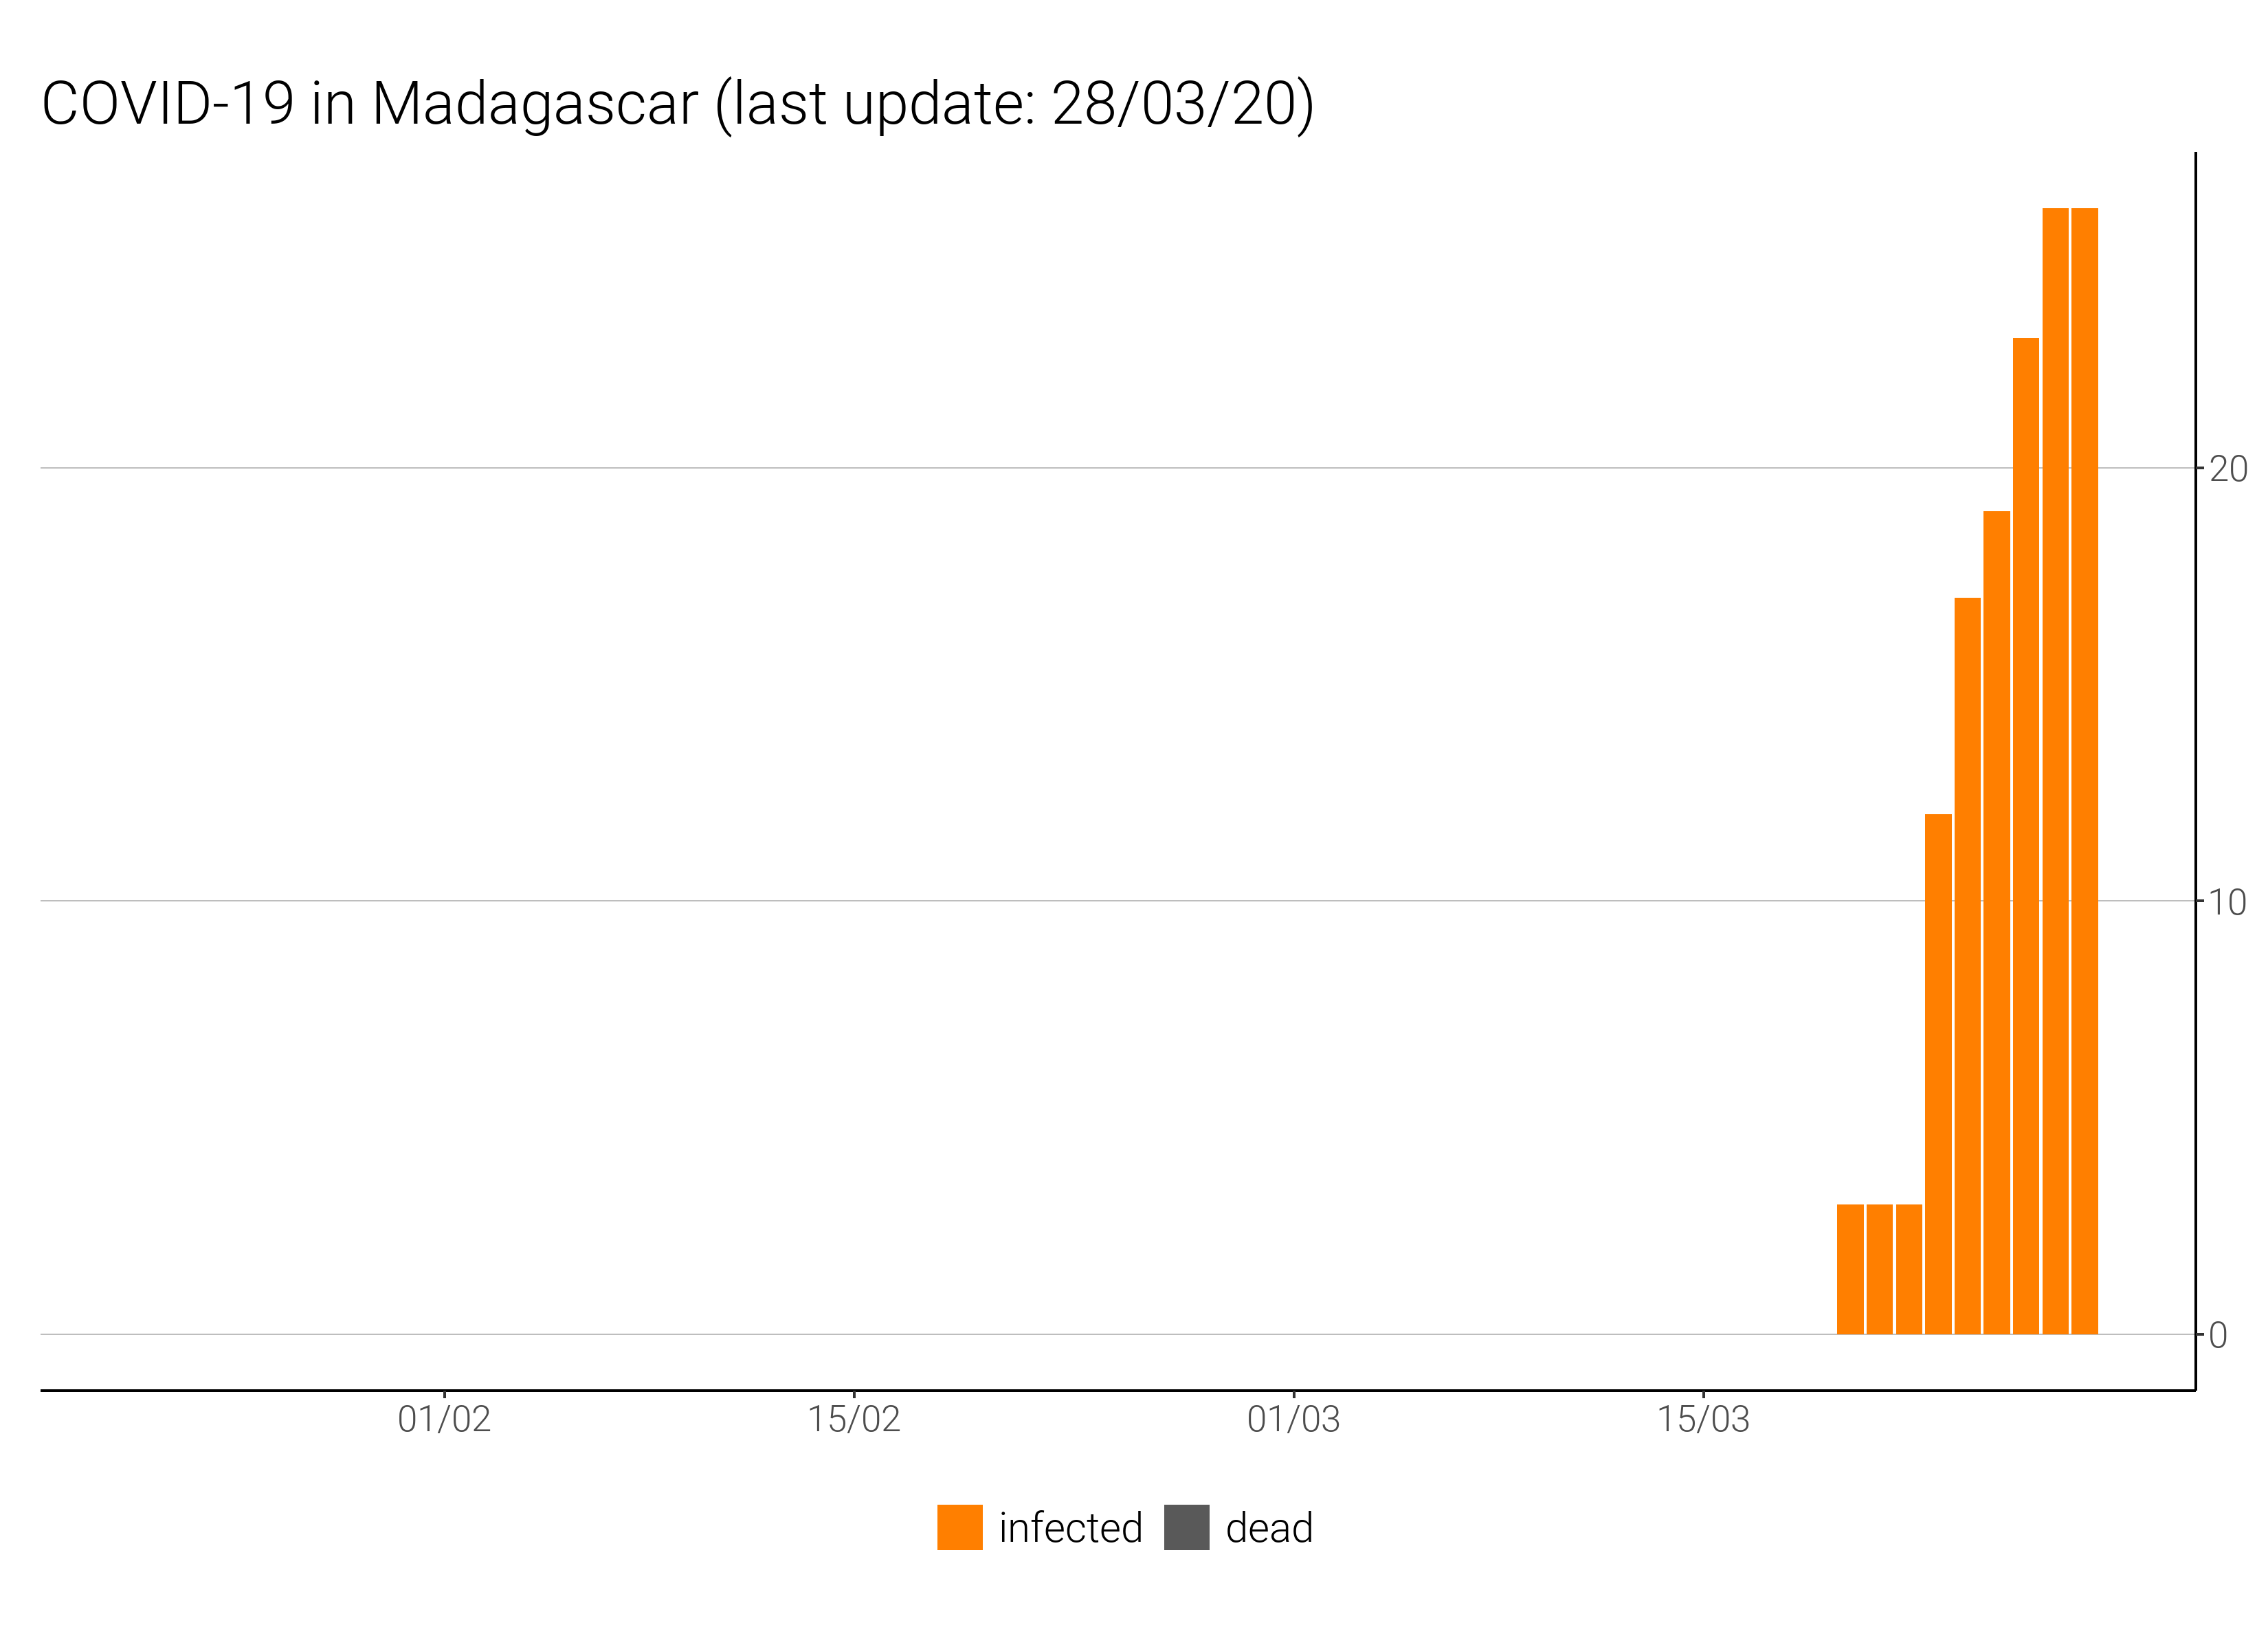 COVID-19 in Madagascar (last update: 28/03/20)
20
10
0
01/02 15/02 01/03 15/03
infected dead